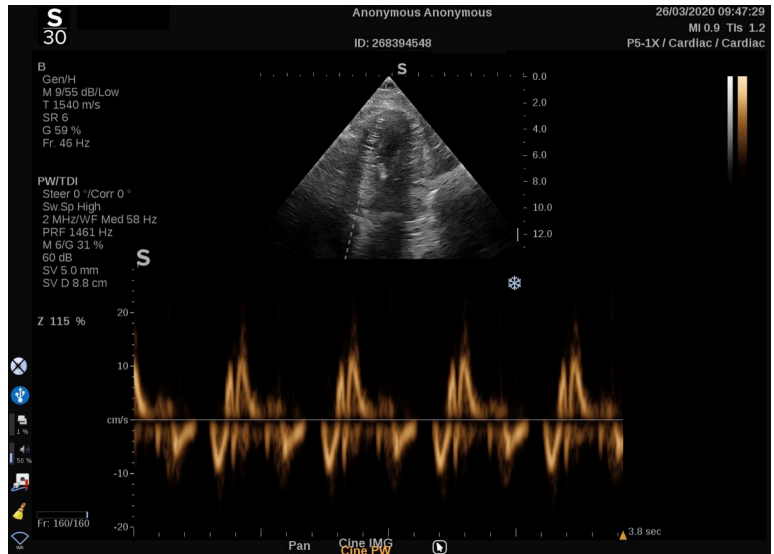 S
30
Anonymous Anonymous
ID: 268394548
26/03/2020 09:47:29
MI 0.9 TIs 1.2
P5-1X / Cardiac / Cardiac
B
Gen/H
M 9/55 dB/Low
T 1540 m/s
SR 6
G 59 %
Fr. 46 Hz
PW/TDI
Steer 0 °/Corr 0 °
Sw.Sp High
2 MHz/WF Med 58 Hz
PRF 1461 Hz
M 6/G 31 %
60 dB
SV 5.0 mm
SV D 8.8 cm
Z 115 %
S
0.0
2.0
4.0
6.0
8.0
10.0
12.0
S
20
10
cm/s
-10
-20
1 %
50 %
Fr: 160/160
3.8 sec
Pan
Cine IMG
Cine PW